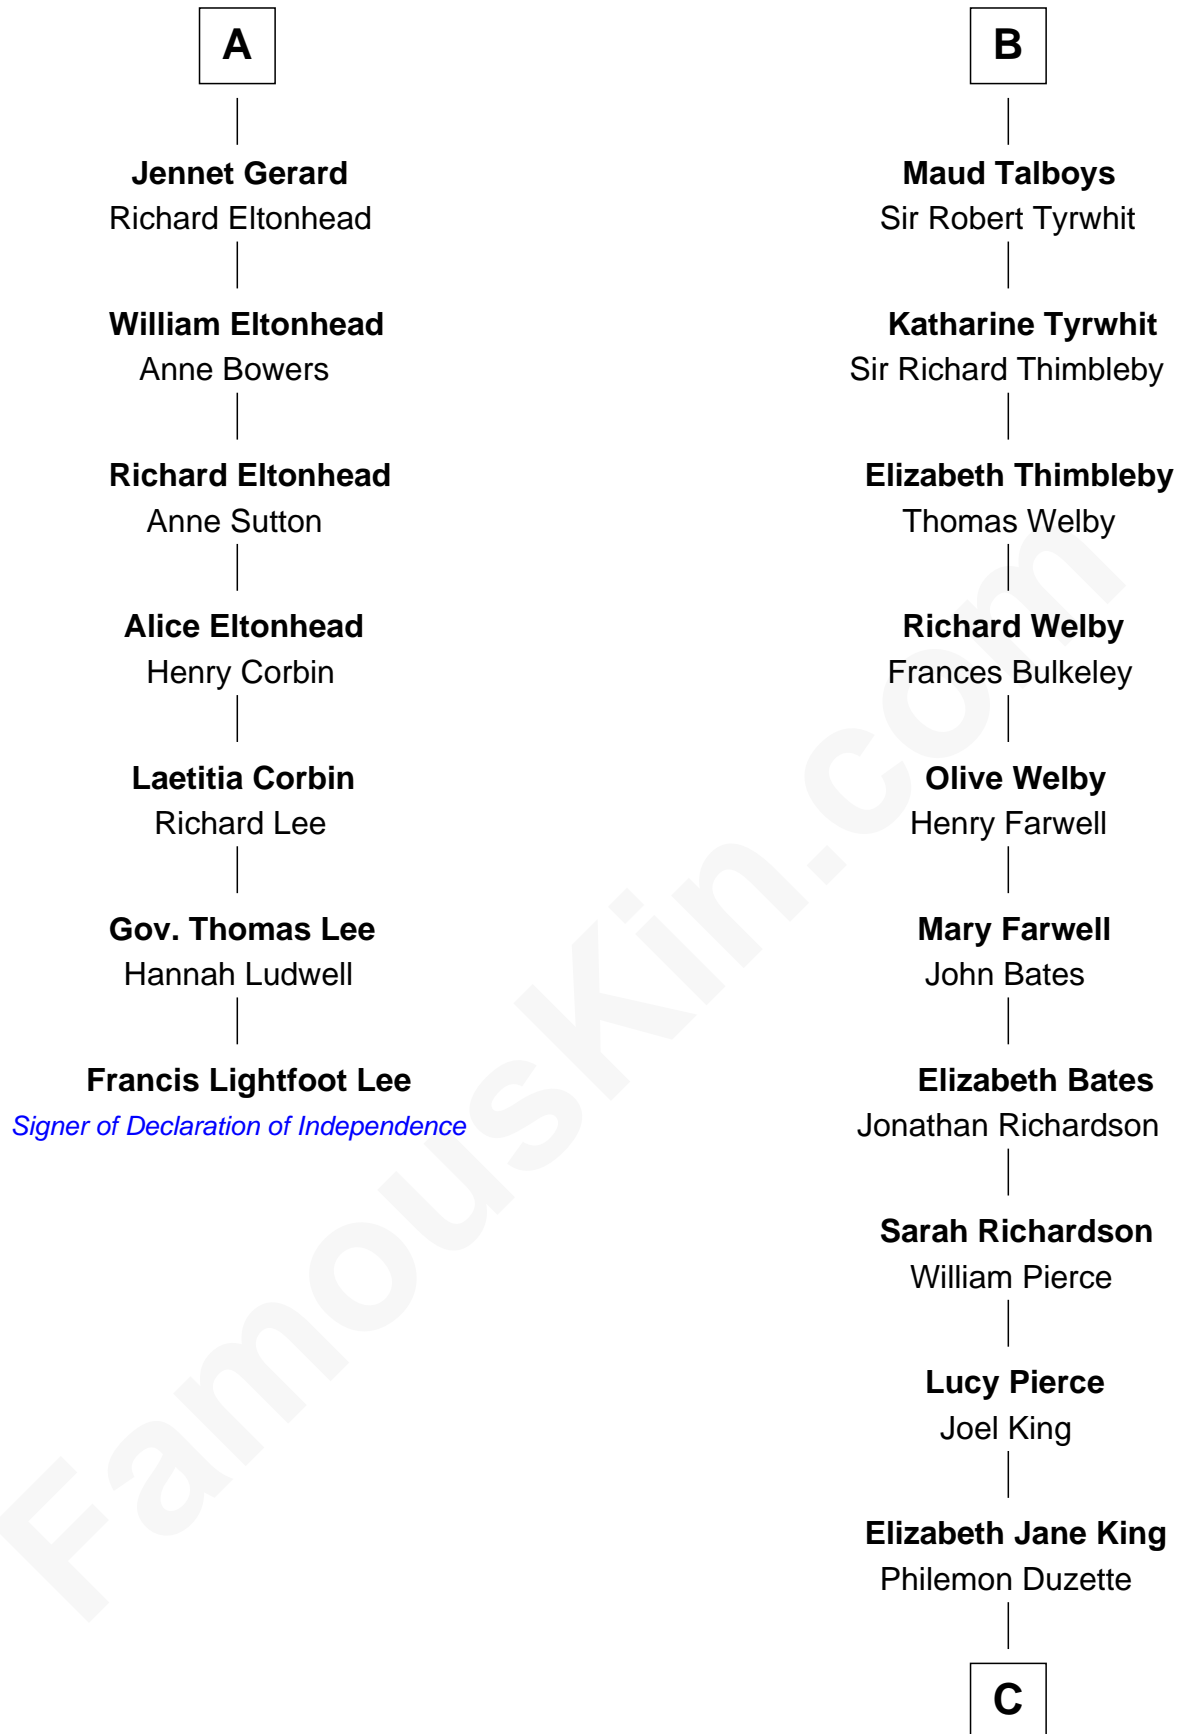 A
Jennet Gerard
Richard Eltonhead
William Eltonhead
Anne Bowers
Richard Eltonhead
Anne Sutton
Alice Eltonhead
Henry Corbin
Laetitia Corbin
Richard Lee
Gov. Thomas Lee
Hannah Ludwell
Francis Lightfoot Lee
Signer of Declaration of Independence
B
Maud Talboys
Sir Robert Tyrwhit
Katharine Tyrwhit
Sir Richard Thimbleby
Elizabeth Thimbleby
Thomas Welby
Richard Welby
Frances Bulkeley
Olive Welby
Henry Farwell
Mary Farwell
John Bates
Elizabeth Bates
Jonathan Richardson
Sarah Richardson
William Pierce
Lucy Pierce
Joel King
Elizabeth Jane King
Philemon Duzette
C
FamousKin.com